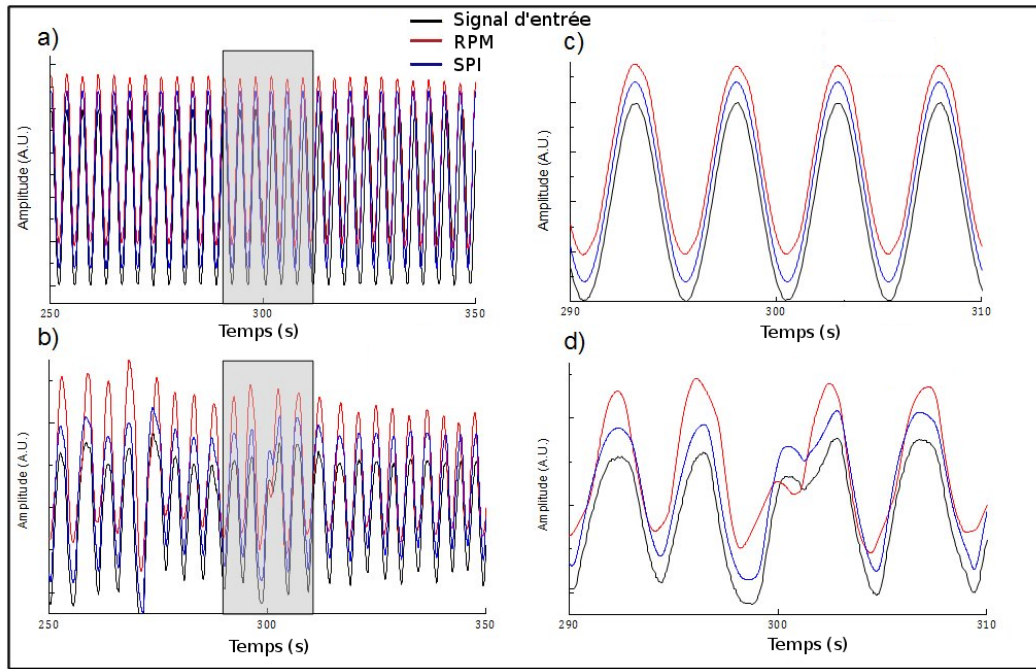 Signal d'entrée
RPM
SPI
a)
Amplitude (A.U.)
250
300
350
Temps (s)
c)
Amplitude (A.U.)
290
300
310
Temps (s)
b)
Amplitude (A.U.)
250
300
350
Temps (s)
d)
Amplitude (A.U.)
290
300
310
Temps (s)